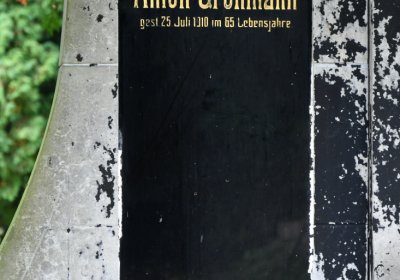 Anton Grohmann
gest 25 Juli 1910 im 65 Lebensjahre.